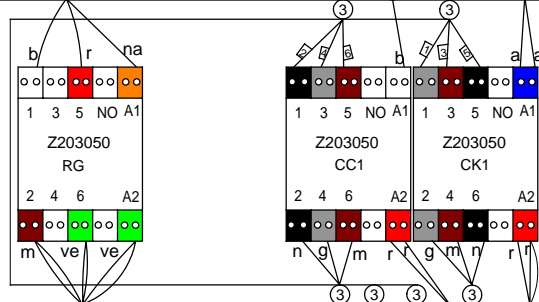 3 3
b r na 2 4 6 b 1 3 5 a a
1 3 5 NO A1 1 3 5 NO A1 1 3 5 NO A1
Z203050 Z203050 Z203050
RG CC1 CK1
2 4 6 A2 2 4 6 A2 2 4 6 A2
m ve ve n g m r r g m n r r
3 3 3 3